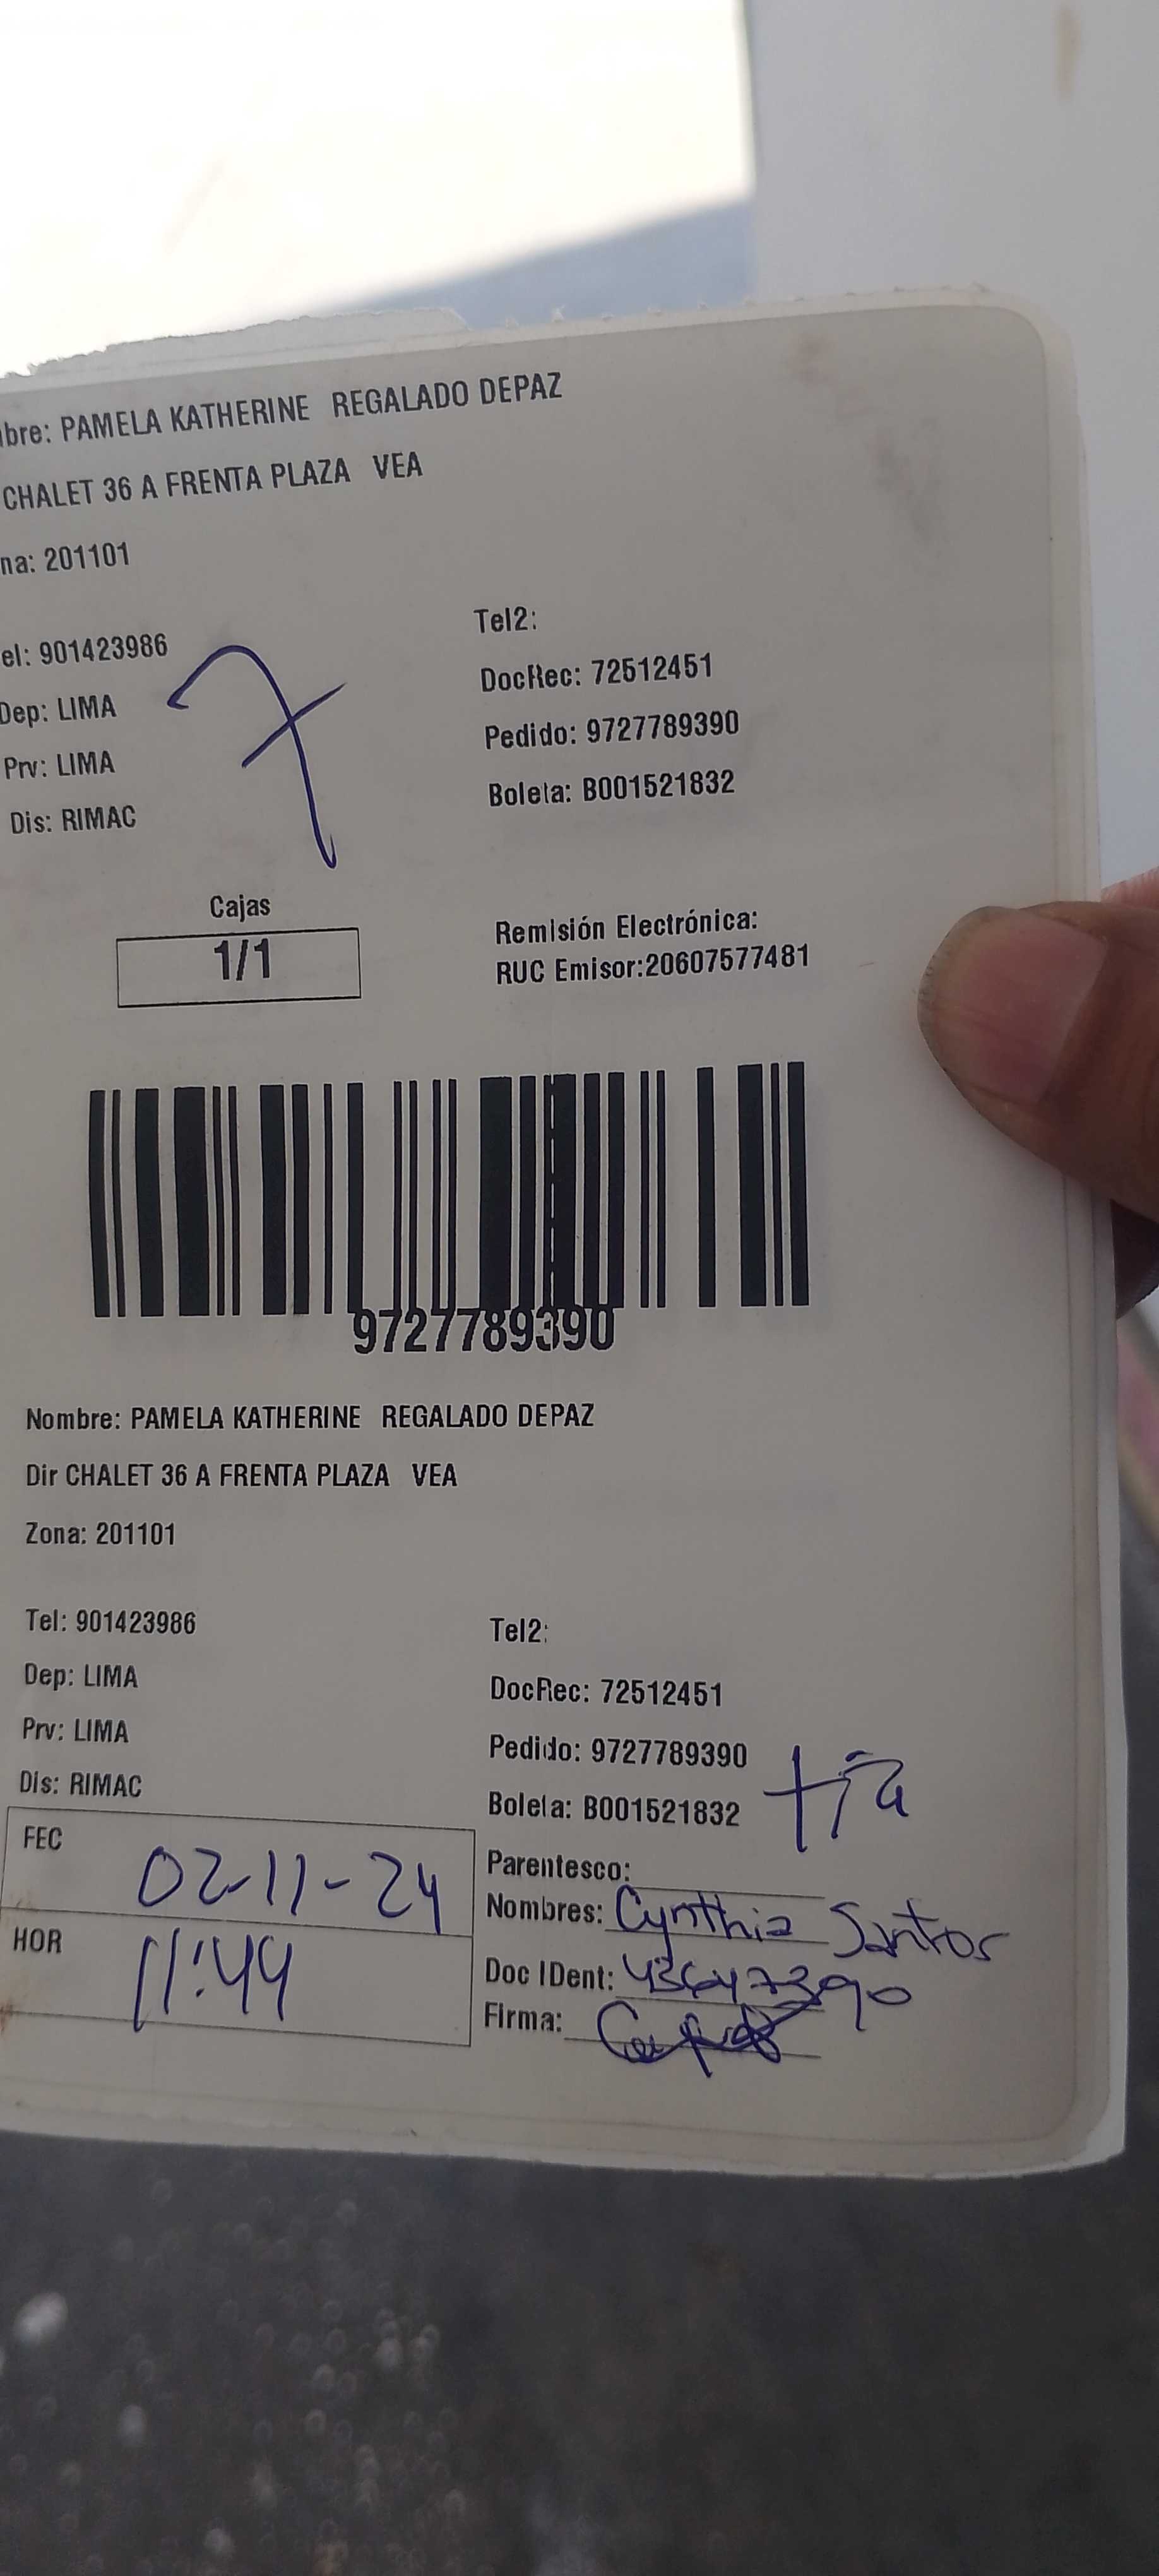 bre: PAMELA KATHERINE REGALADO DEPAZ
CHALET 36 A FRENTA PLAZA VEA
na: 201101
el: 901423986
Tel2:
Dep: LIMA
DocRec: 72512451
Prv: LIMA
Pedido: 9727789390
Dis: RIMAC
Boleta: B001521832
7
Cajas
1/1
Remisión Electrónica:
RUC Emisor:20607577481
9727789390
Nombre: PAMELA KATHERINE REGALADO DEPAZ
Dir CHALET 36 A FRENTA PLAZA VEA
Zona: 201101
Tel: 901423986
Tel2:
Dep: LIMA
DocRec: 72512451
Prv: LIMA
Pedido: 9727789390
Dis: RIMAC
Boleta: B001521832
tía
FEC 02-11-24
Parentesco:
Nombres: Cynthia Santos
HOR 11:44
Doc IDent: 43647390
Firma: